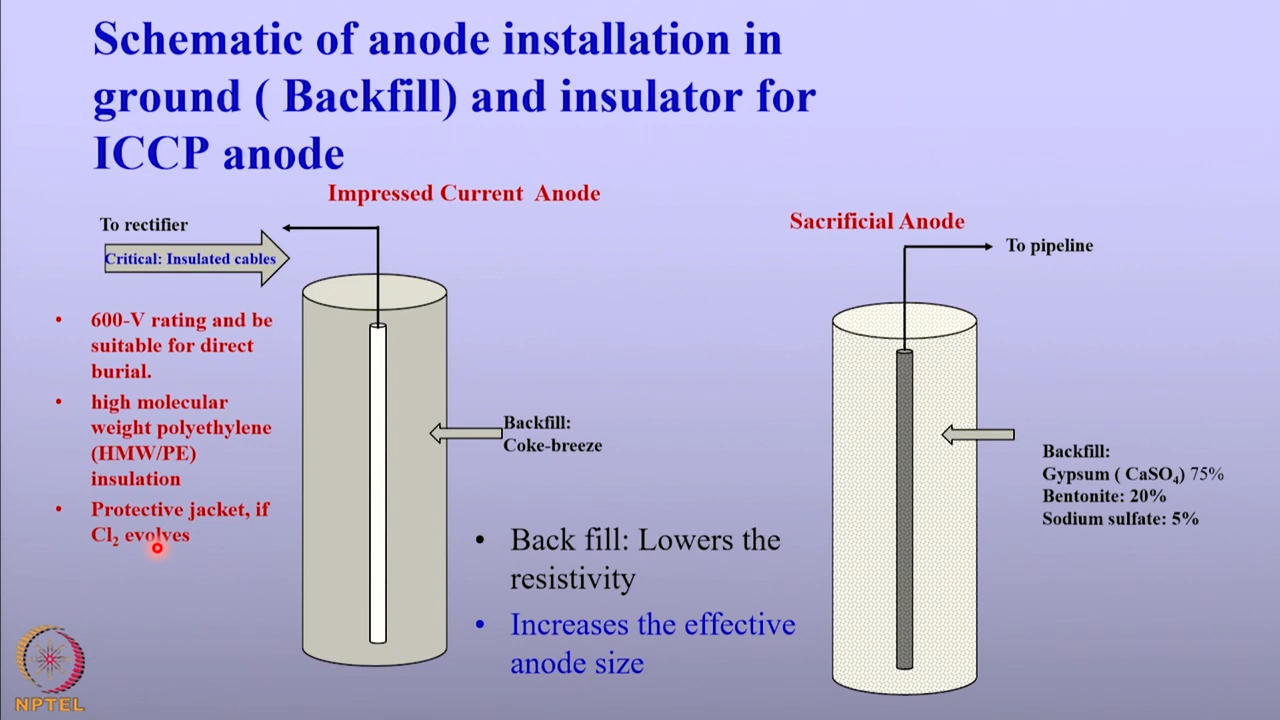 Schematic of anode installation in
ground ( Backfill) and insulator for
ICCP anode
Impressed Current Anode
To rectifier
Critical: Insulated cables
• 600-V rating and be
suitable for direct
burial.
• high molecular
weight polyethylene
(HMW/PE)
insulation
• Protective jacket, if
Cl₂ evolves
Backfill:
Coke-breeze
• Back fill: Lowers the
resistivity
• Increases the effective
anode size
Sacrificial Anode
To pipeline
Backfill:
Gypsum ( CaSO₄) 75%
Bentonite: 20%
Sodium sulfate: 5%
NPTEL